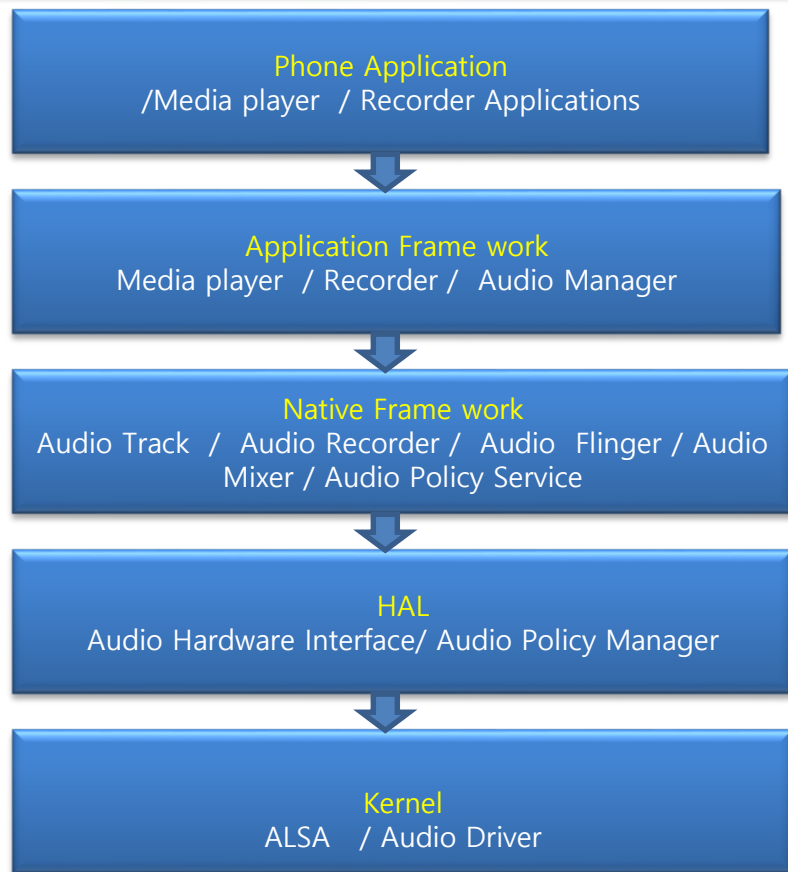 Phone Application
/Media player / Recorder Applications
Application Frame work
Media player / Recorder / Audio Manager
Native Frame work
Audio Track / Audio Recorder / Audio Flinger / Audio
Mixer / Audio Policy Service
HAL
Audio Hardware Interface/ Audio Policy Manager
Kernel
ALSA / Audio Driver